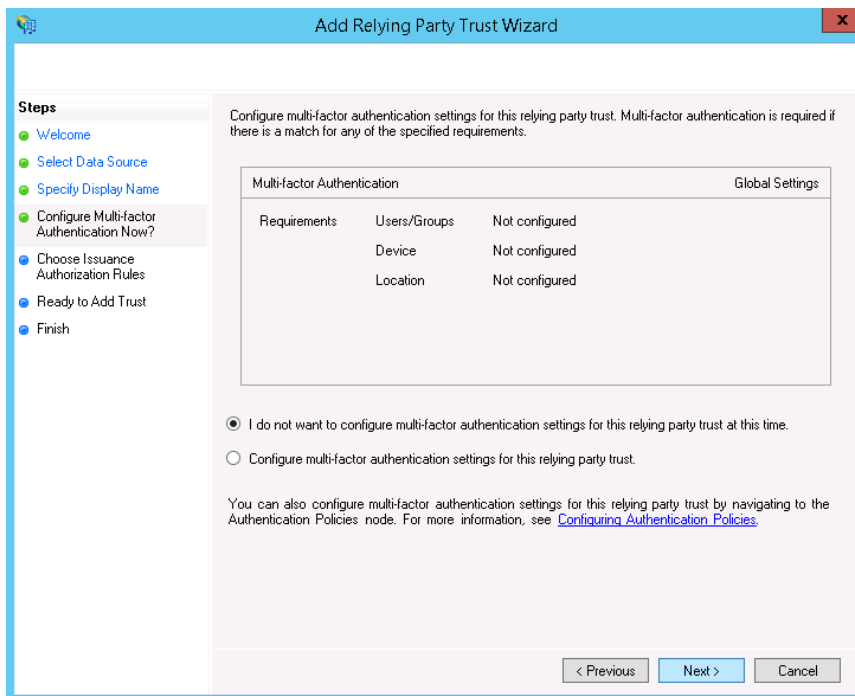 Add Relying Party Trust Wizard
x
Steps
Welcome
Select Data Source
Specify Display Name
Configure Multi-factor
Authentication Now?
Choose Issuance
Authorization Rules
Ready to Add Trust
Finish
Configure multi-factor authentication settings for this relying party trust. Multi-factor authentication is required if
there is a match for any of the specified requirements.
Multi-factor Authentication Global Settings
Requirements Users/Groups Not configured
Device Not configured
Location Not configured
I do not want to configure multi-factor authentication settings for this relying party trust at this time.
Configure multi-factor authentication settings for this relying party trust.
You can also configure multi-factor authentication settings for this relying party trust by navigating to the
Authentication Policies node. For more information, see Configuring Authentication Policies.
< Previous Next > Cancel